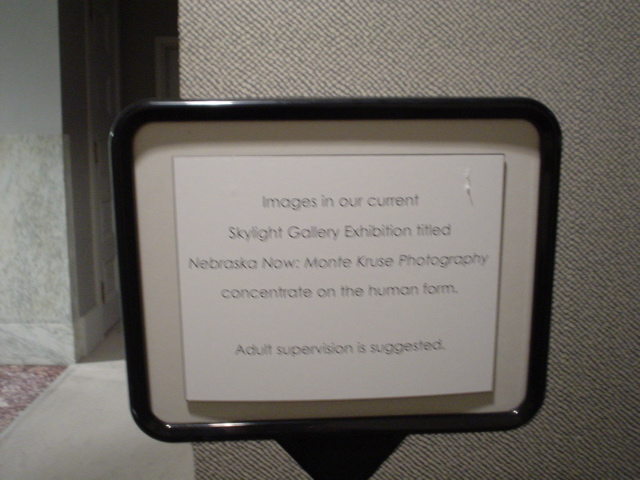 Images in our current
Skylight Gallery Exhibition titled
Nebraska Now: Monte Kruse Photography
concentrate on the human form.
Adult supervision is suggested.